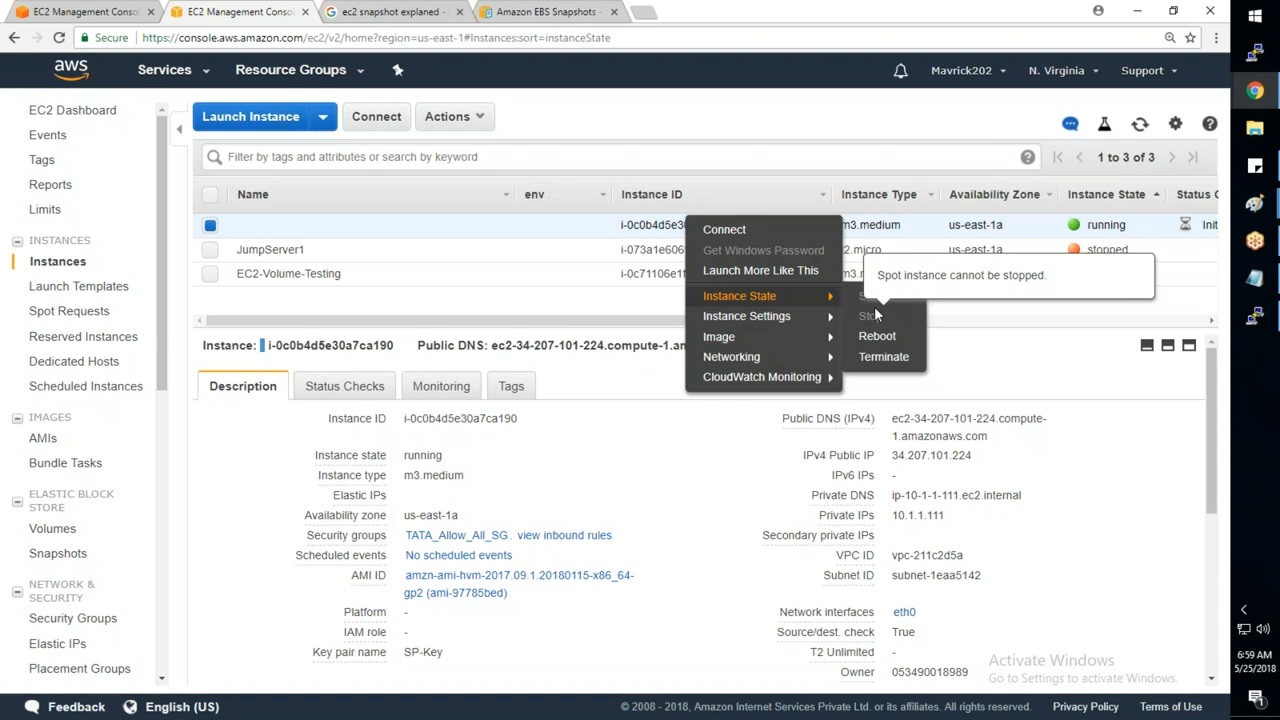 EC2 Management Consol
EC2 Management Consol
ec2 snapshot explained -
Amazon EBS Snapshots -
Secure
https://console.aws.amazon.com/ec2/v2/home?region=us-east-1#Instances:sort=instanceState
aws
Services
Resource Groups
Mavrick202
N. Virginia
Support
EC2 Dashboard
Events
Tags
Reports
Limits
INSTANCES
Instances
Launch Templates
Spot Requests
Reserved Instances
Dedicated Hosts
Scheduled Instances
IMAGES
AMIs
Bundle Tasks
ELASTIC BLOCK
STORE
Volumes
Snapshots
NETWORK &
SECURITY
Security Groups
Elastic IPs
Placement Groups
Launch Instance
Connect
Actions
Filter by tags and attributes or search by keyword
1 to 3 of 3
Name env Instance ID Instance Type Availability Zone Instance State Status C
i-0c0b4d5e3 m3.medium us-east-1a running Init
JumpServer1 i-073a1e606 2.micro us-east-1a stopped
EC2-Volume-Testing i-0c71106e1 m3.
Connect
Get Windows Password
Launch More Like This
Instance State
Instance Settings
Image
Networking
CloudWatch Monitoring
Spot instance cannot be stopped.
Reboot
Terminate
Instance: i-0c0b4d5e30a7ca190 Public DNS: ec2-34-207-101-224.compute-1.am
Description
Status Checks
Monitoring
Tags
Instance ID i-0c0b4d5e30a7ca190
Instance state running
Instance type m3.medium
Elastic IPs
Availability zone us-east-1a
Security groups TATA_Allow_All_SG. view inbound rules
Scheduled events No scheduled events
AMI ID amzn-ami-hvm-2017.09.1.20180115-x86_64-
gp2 (ami-97785bed)
Platform -
IAM role -
Key pair name SP-Key
Public DNS (IPv4) ec2-34-207-101-224.compute-
1.amazonaws.com
IPv4 Public IP 34.207.101.224
IPv6 IPs -
Private DNS ip-10-1-1-111.ec2.internal
Private IPs 10.1.1.111
Secondary private IPs
VPC ID vpc-211c2d5a
Subnet ID subnet-1eaa5142
Network interfaces eth0
Source/dest. check True
T2 Unlimited -
Owner 053490018989
Activate Windows
Go to Settings to activate Windows.
Feedback
English (US)
© 2008 - 2018, Amazon Internet Services Private Ltd. or its affiliates. All rights reserved.
Privacy Policy
Terms of Use
6:59 AM
5/25/2018
1